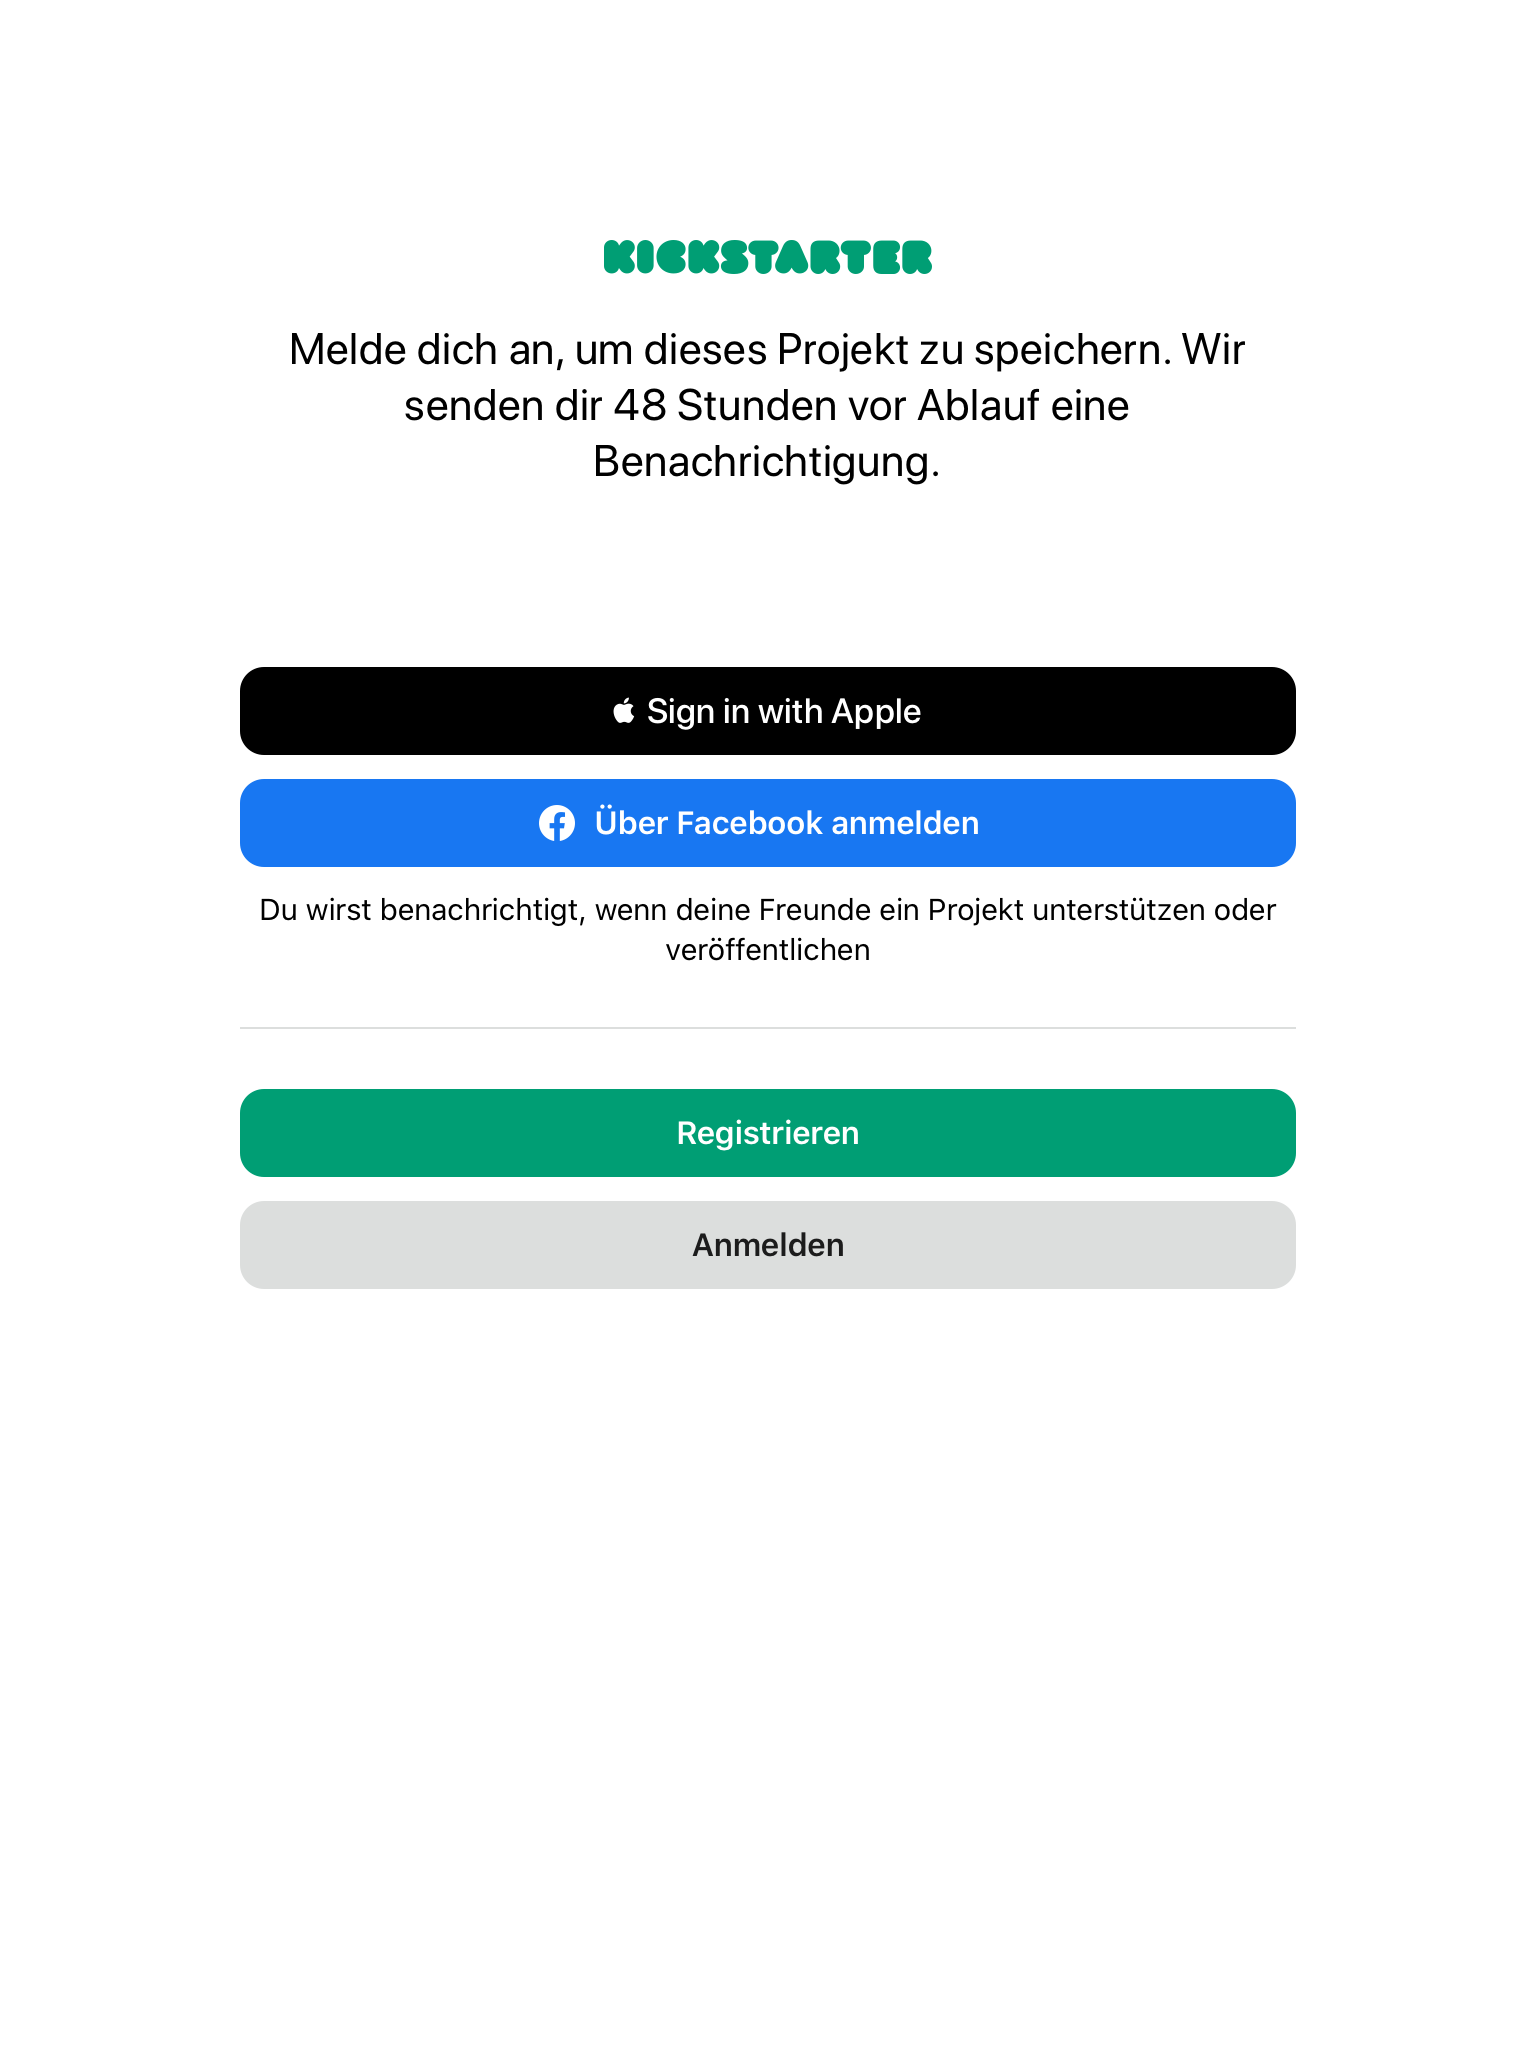 KICKSTARTER
Melde dich an, um dieses Projekt zu speichern. Wir
senden dir 48 Stunden vor Ablauf eine
Benachrichtigung.
Sign in with Apple
Über Facebook anmelden
Du wirst benachrichtigt, wenn deine Freunde ein Projekt unterstützen oder
veröffentlichen
Registrieren
Anmelden